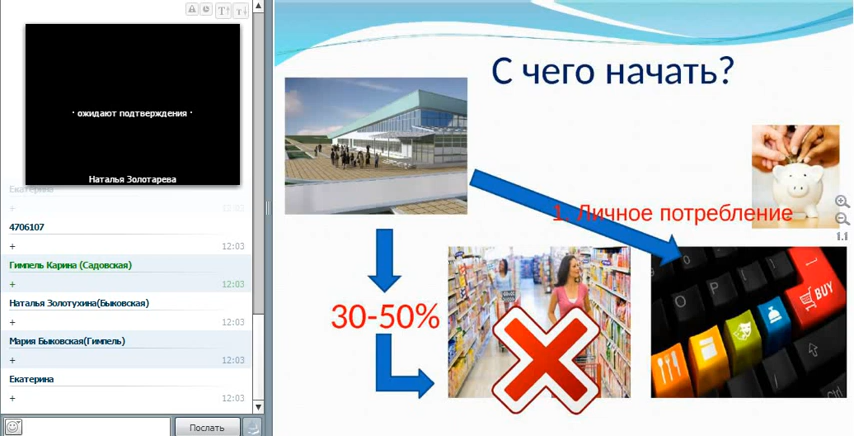 ожидают подтверждения
Наталья Золотарева
Екатерина
+
12:03
4706107
+
12:03
Гимпель Карина (Садовская)
+
12:03
Наталья Золотухина(Быковская)
+
12:03
Мария Быковская(Гимпель)
+
12:03
Екатерина
+
12:03
Послать
С чего начать?
1. Личное потребление
30-50%
BUY
O
P
Ctrl
1.1